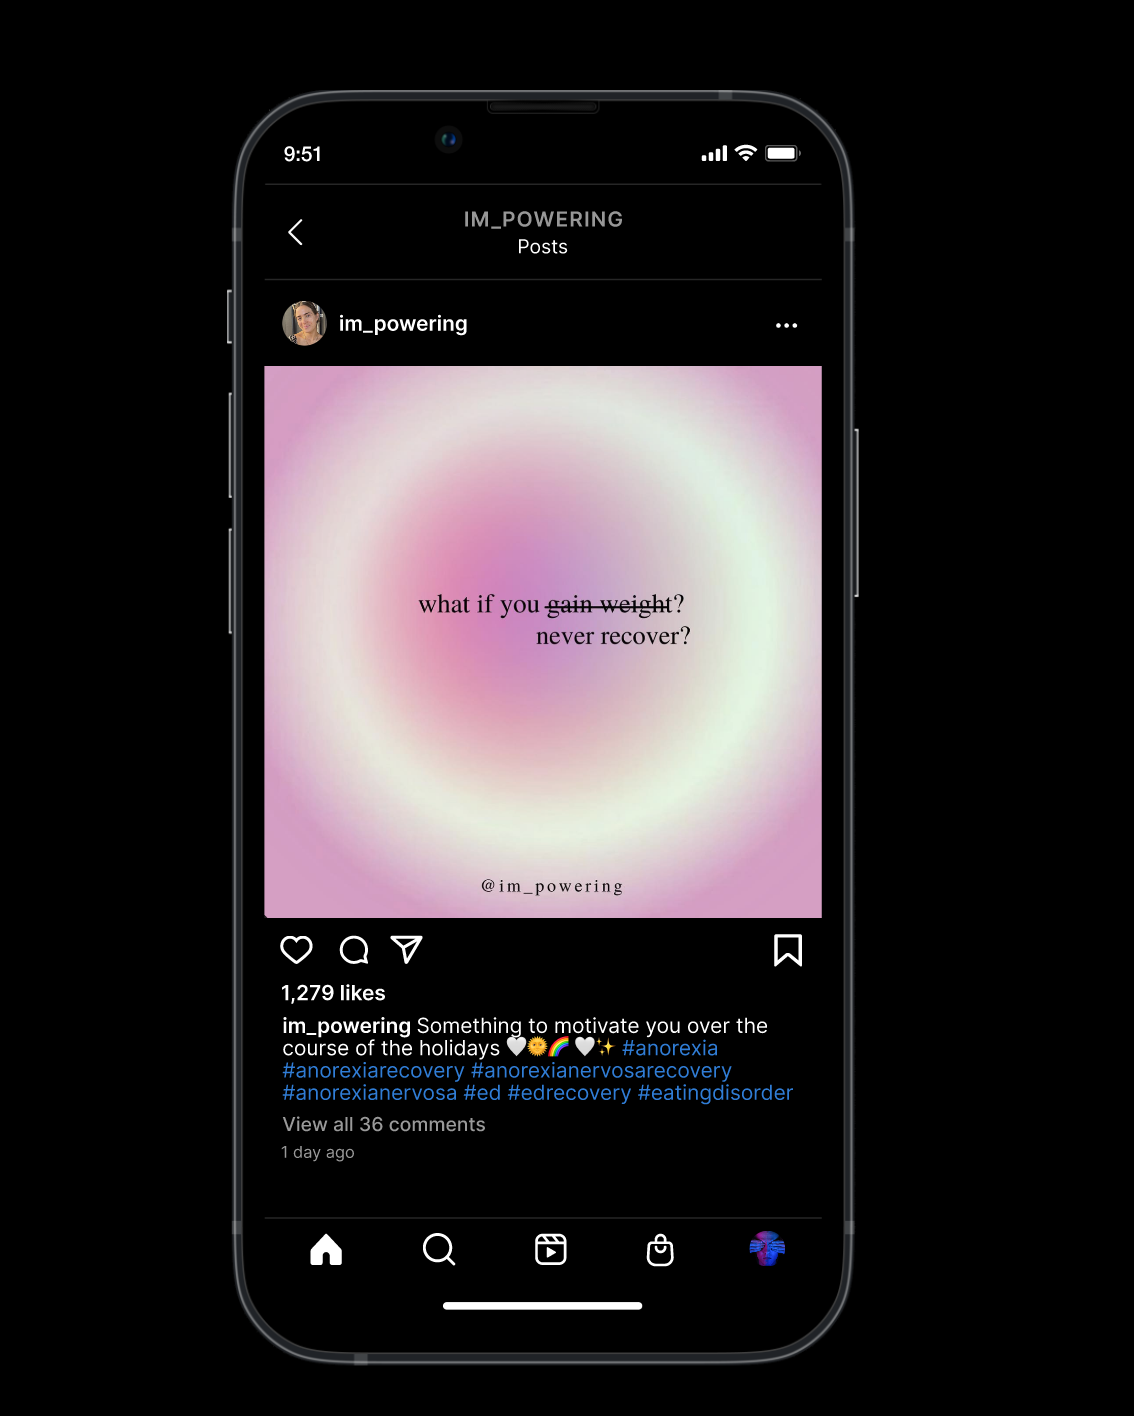 9:51
IM_POWERING
Posts
im_powering
what if you gain weight?
never recover?
@im_powering
1,279 likes
im_powering Something to motivate you over the
course of the holidays 🤍🌞🌈 🤍✨ #anorexia
#anorexiarecovery #anorexianervosarecovery
#anorexianervosa #ed #edrecovery #eatingdisorder
View all 36 comments
1 day ago